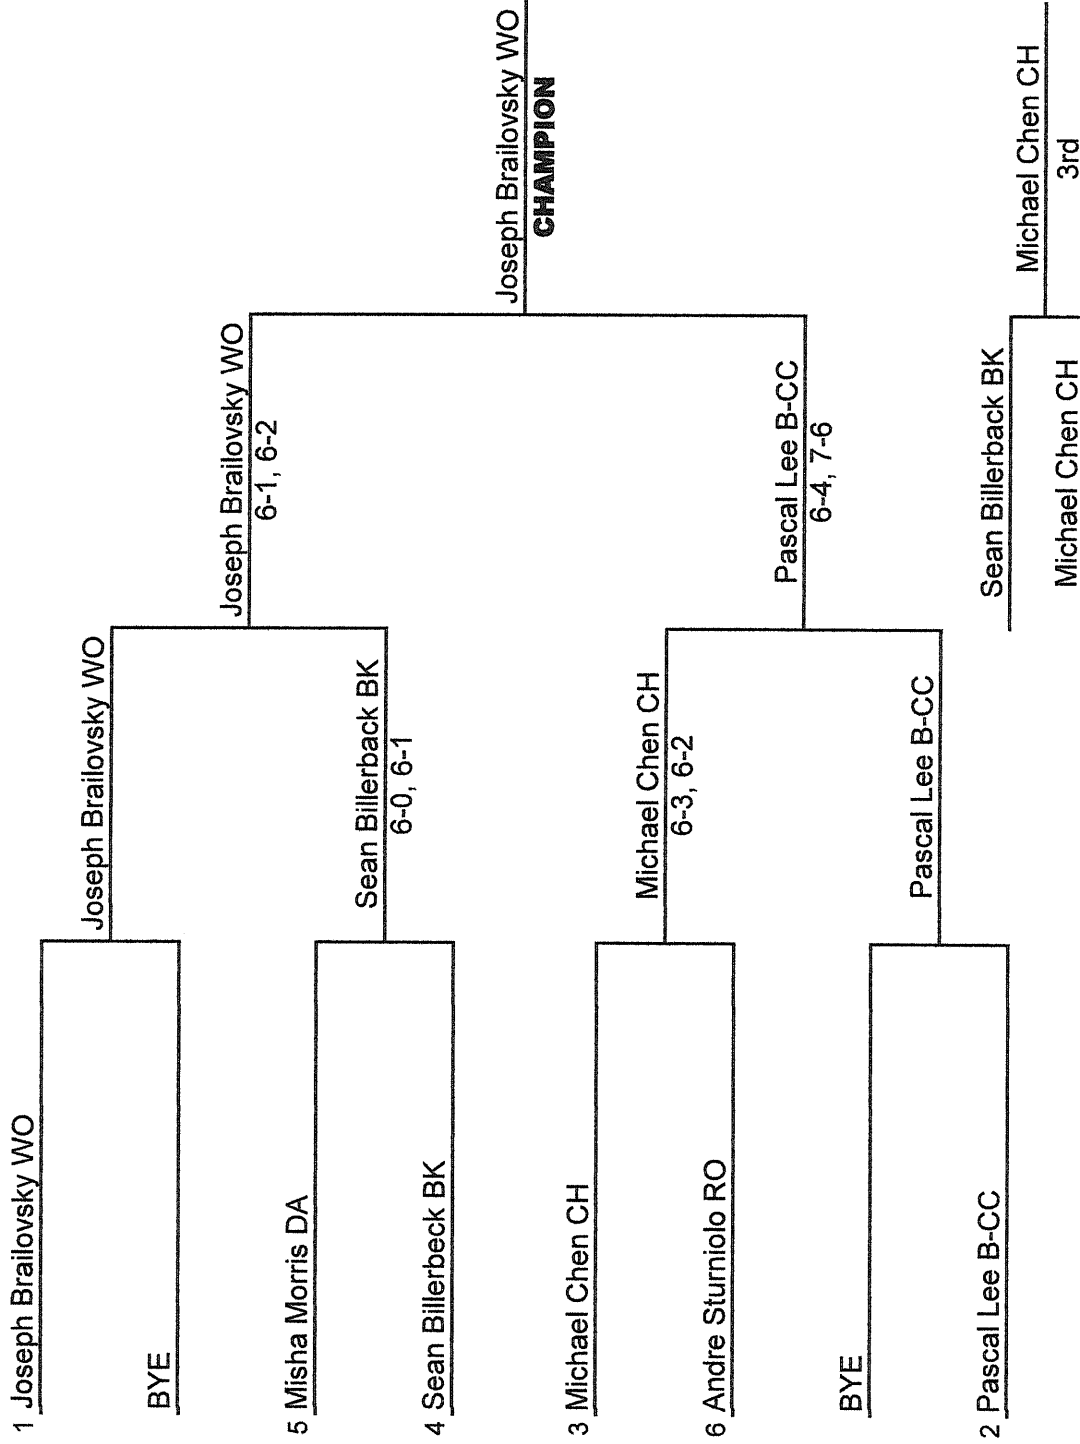 1 Joseph Brailovsky WO
BYE
5 Misha Morris DA
4 Sean Billerbeck BK
3 Michael Chen CH
6 Andre Sturniolo RO
BYE
2 Pascal Lee B-CC
Joseph Brailovsky WO
Sean Billerback BK
6-0, 6-1
Michael Chen CH
6-3, 6-2
Pascal Lee B-CC
Joseph Brailovsky WO
6-1, 6-2
Pascal Lee B-CC
6-4, 7-6
Joseph Brailovsky WO
CHAMPION
Sean Billerback BK
Michael Chen CH
Michael Chen CH
3rd